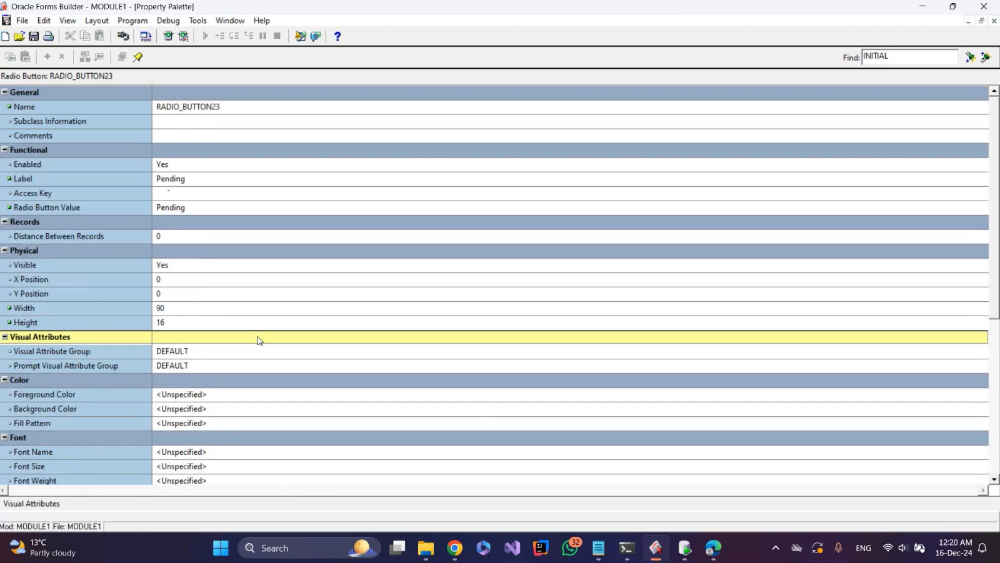 Oracle Forms Builder - MODULE1 - [Property Palette]
File Edit View Layout Program Debug Tools Window Help
Find: INITIAL
Radio Button: RADIO_BUTTON23
General
Name RADIO_BUTTON23
Subclass Information
Comments
Functional
Enabled Yes
Label Pending
Access Key
Radio Button Value Pending
Records
Distance Between Records 0
Physical
Visible Yes
X Position 0
Y Position 0
Width 90
Height 16
Visual Attributes
Visual Attribute Group DEFAULT
Prompt Visual Attribute Group DEFAULT
Color
Foreground Color <Unspecified>
Background Color <Unspecified>
Fill Pattern <Unspecified>
Font
Font Name <Unspecified>
Font Size <Unspecified>
Font Weight <Unspecified>
Visual Attributes
Mod: MODULE1 File: MODULE1
13°C
Partly cloudy
Search
32
ENG
12:20 AM
16-Dec-24